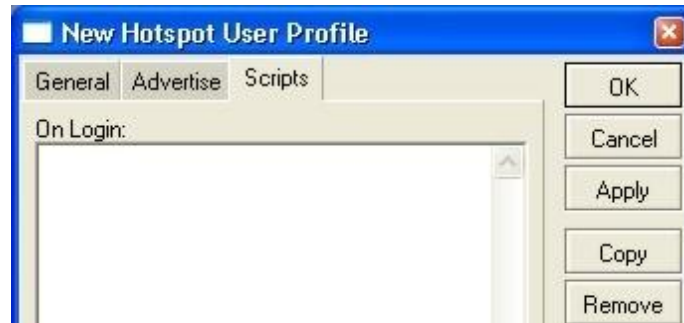 New Hotspot User Profile
General Advertise Scripts
OK
On Login:
Cancel
Apply
Copy
Remove